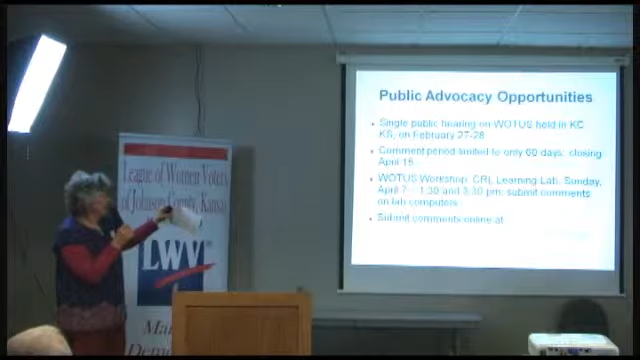 Public Advocacy Opportunities
Single public hearing on WOTUS held in KC
KS, on February 27-28
Comment period limited to only 60 days; closing
April 15
WOTUS Workshop, CRJ, Learning Lab, Sunday,
April 7 – 1:30 and 3:30 pm: submit comments
on lab computers
Submit comments online at
League of Women Voters
of Johnson County, Kansas
LWV